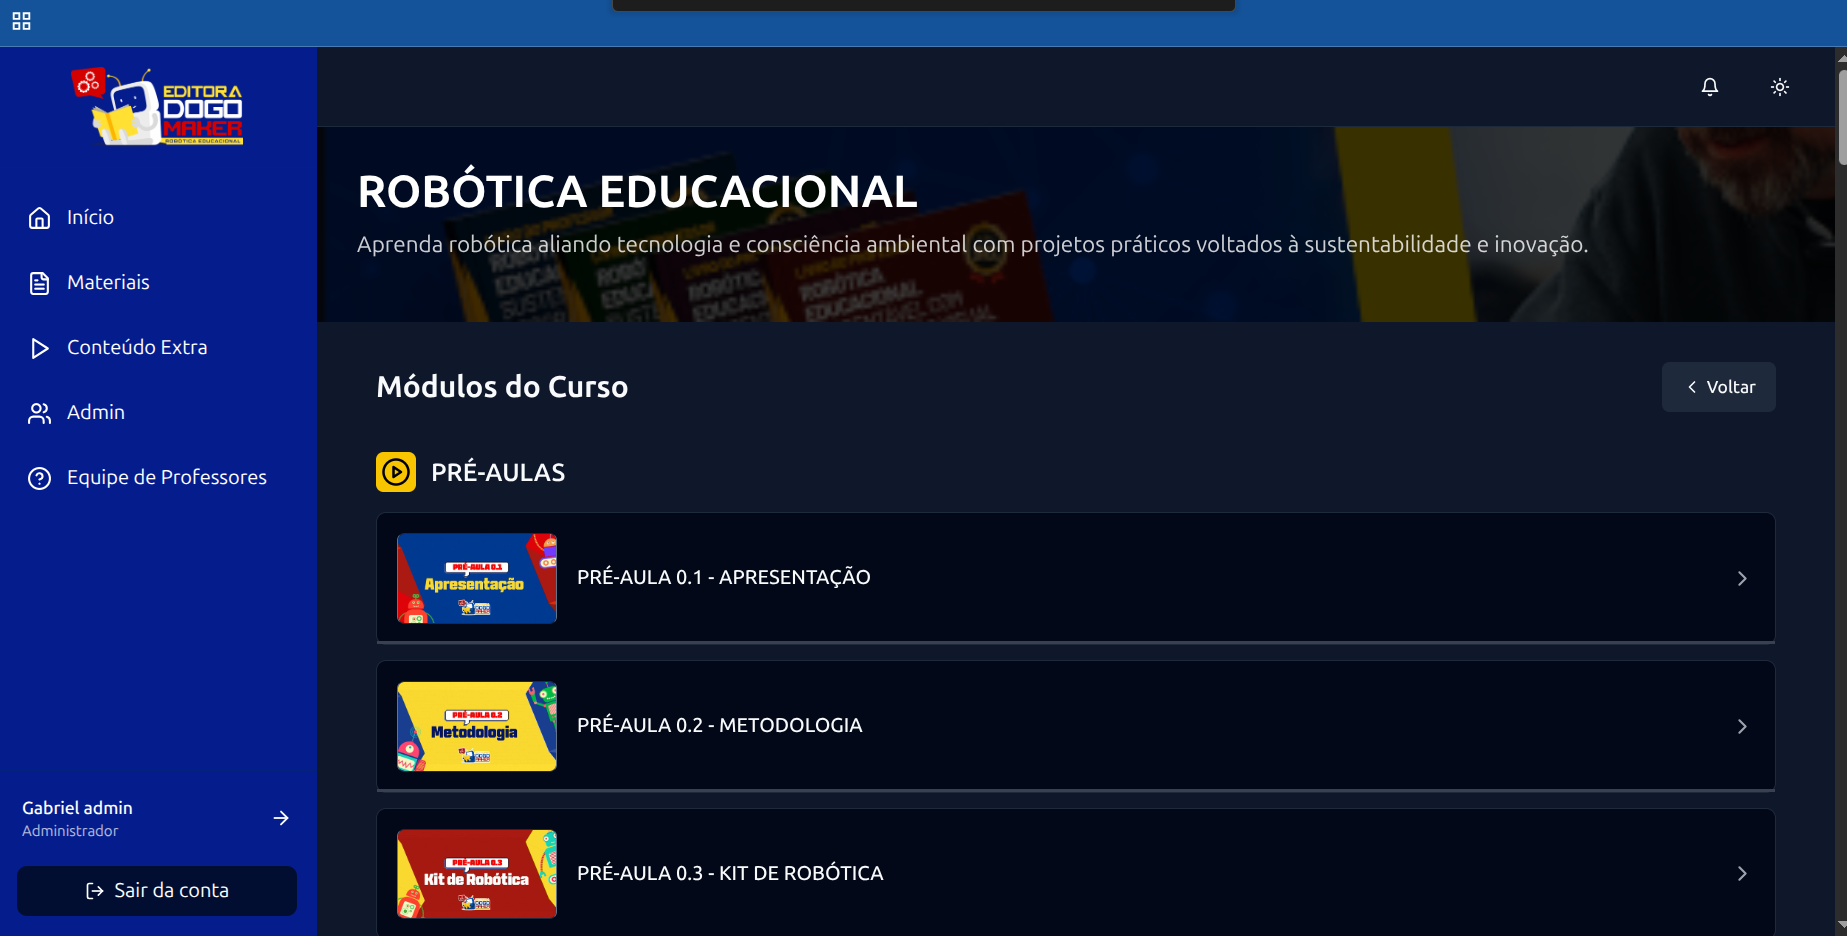 EDITORA
DOGO
MAKER
ROBÓTICA EDUCACIONAL
Início
Materiais
Conteúdo Extra
Admin
Equipe de Professores
Gabriel admin
Administrador
Sair da conta
ROBÓTICA EDUCACIONAL
Aprenda robótica aliando tecnologia e consciência ambiental com projetos práticos voltados à sustentabilidade e inovação.
Módulos do Curso
Voltar
PRÉ-AULAS
PRÉ-AULA 0.1
Apresentação
PRÉ-AULA 0.1 - APRESENTAÇÃO
PRÉ-AULA 0.2
Metodologia
PRÉ-AULA 0.2 - METODOLOGIA
PRÉ-AULA 0.3
Kit de Robótica
PRÉ-AULA 0.3 - KIT DE ROBÓTICA